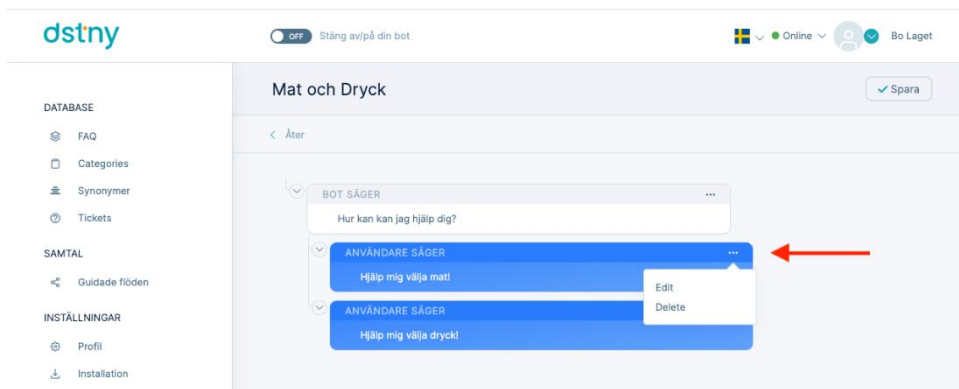 dstny
OFF Stäng av/på din bot
Online
Bo Laget
Mat och Dryck
Spara
Åter
DATABASE
FAQ
Categories
Synonymer
Tickets
SAMTAL
Guidade flöden
INSTÄLLNINGAR
Profil
Installation
BOT SÄGER
Hur kan kan jag hjälp dig?
ANVÄNDARE SÄGER
Hjälp mig välja mat!
Edit
Delete
ANVÄNDARE SÄGER
Hjälp mig välja dryck!